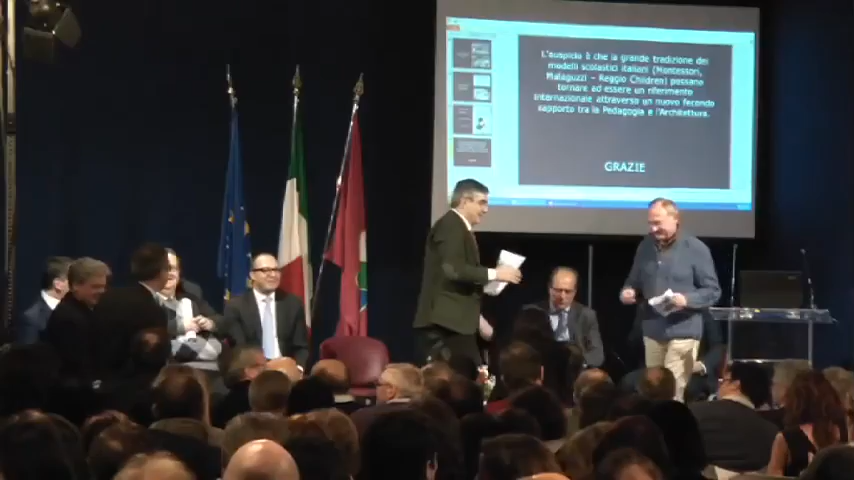 L'auspicio è che la grande tradizione dei
modelli scolastici italiani (Montessori,
Malaguzzi - Reggio Children) possano
tornare ad essere un riferimento
internazionale attraverso un nuovo fecondo
rapporto tra la Pedagogia e l'Architettura.
GRAZIE